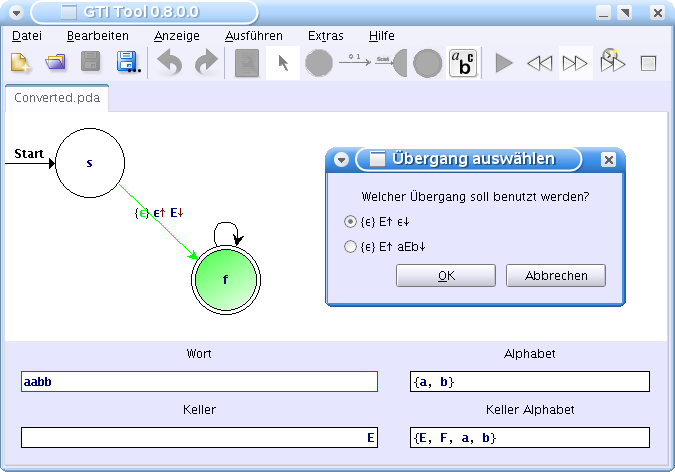 GTI Tool 0.8.0.0
Datei Bearbeiten Anzeige Ausführen Extras Hilfe
0 1
Start
a b c
Converted.pda
Start
s
{ϵ} ϵ↑ E↓
f
Übergang auswählen
Welcher Übergang soll benutzt werden?
{ϵ} E↑ ϵ↓
{ϵ} E↑ aEb↓
OK Abbrechen
Wort Alphabet
aabb {a, b}
Keller Keller Alphabet
E {E, F, a, b}